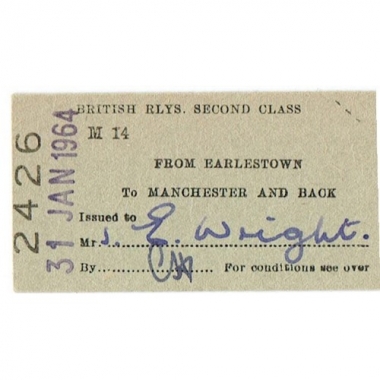 BRITISH RLYS. SECOND CLASS
M 14
FROM EARLESTOWN
To MANCHESTER AND BACK
Issued to
Mr. E. Wright.
By.............. For conditions see over
2426
31 JAN 1964